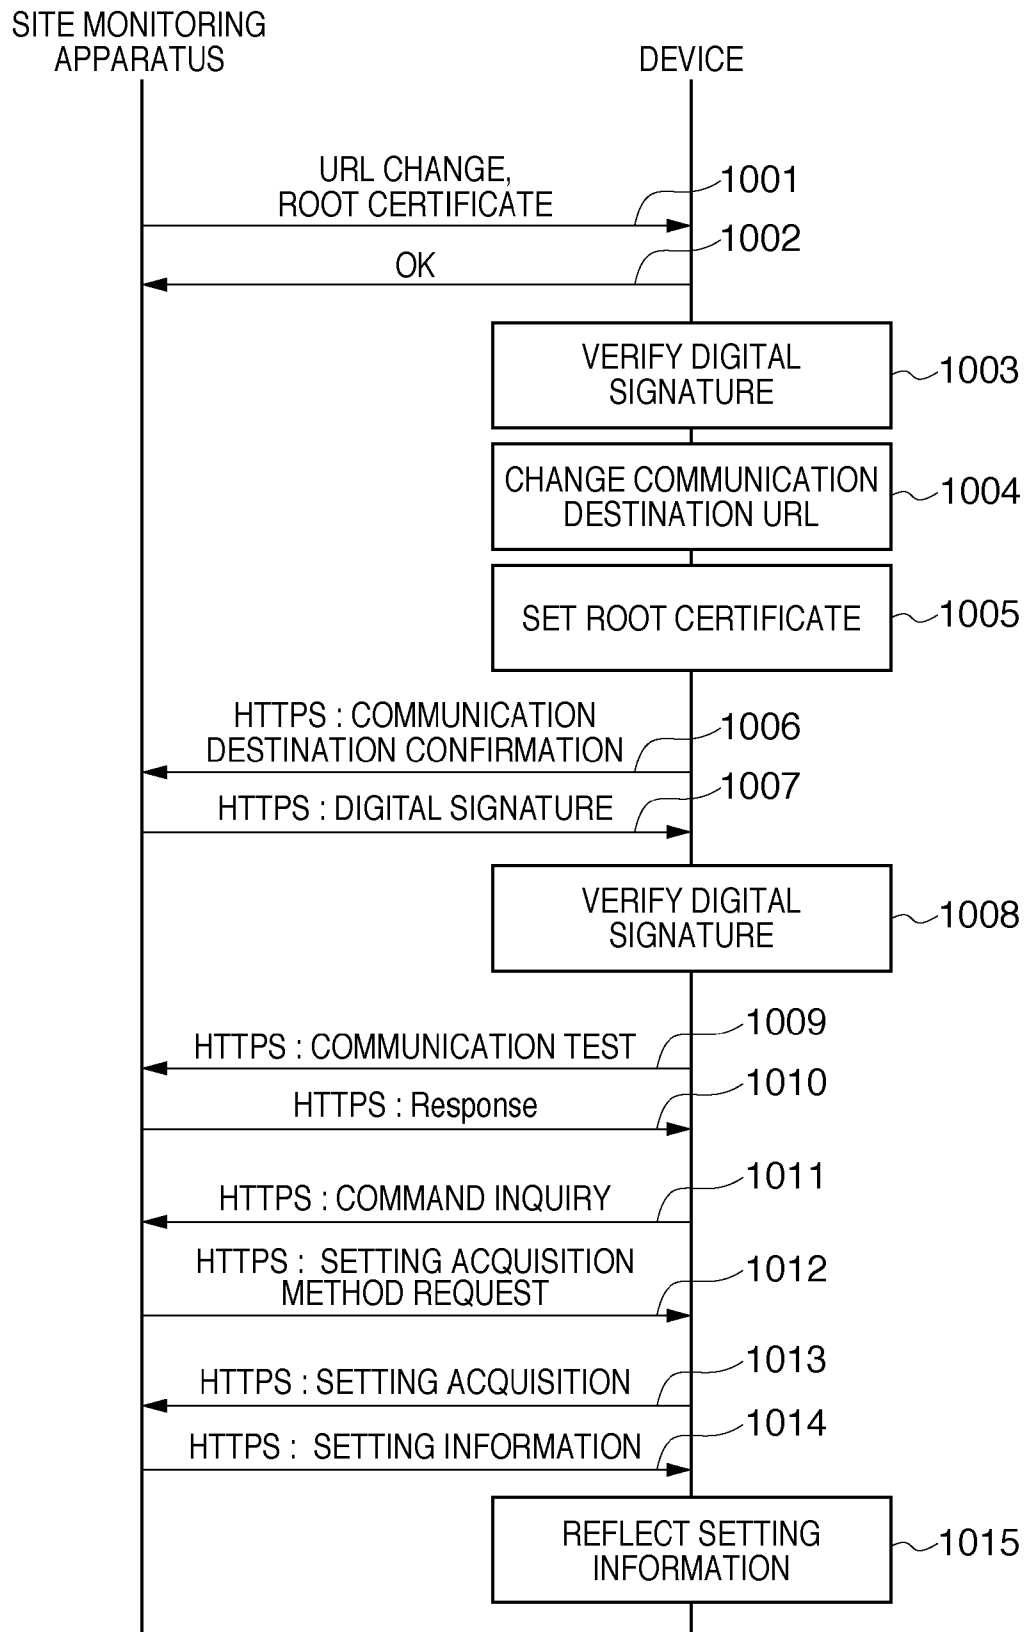 SITE MONITORING
APPARATUS
DEVICE
URL CHANGE,
ROOT CERTIFICATE
1001
OK
1002
VERIFY DIGITAL
SIGNATURE
1003
CHANGE COMMUNICATION
DESTINATION URL
1004
SET ROOT CERTIFICATE
1005
HTTPS : COMMUNICATION
DESTINATION CONFIRMATION
1006
HTTPS : DIGITAL SIGNATURE
1007
VERIFY DIGITAL
SIGNATURE
1008
HTTPS : COMMUNICATION TEST
1009
HTTPS : Response
1010
HTTPS : COMMAND INQUIRY
1011
HTTPS : SETTING ACQUISITION
METHOD REQUEST
1012
HTTPS : SETTING ACQUISITION
1013
HTTPS : SETTING INFORMATION
1014
REFLECT SETTING
INFORMATION
1015